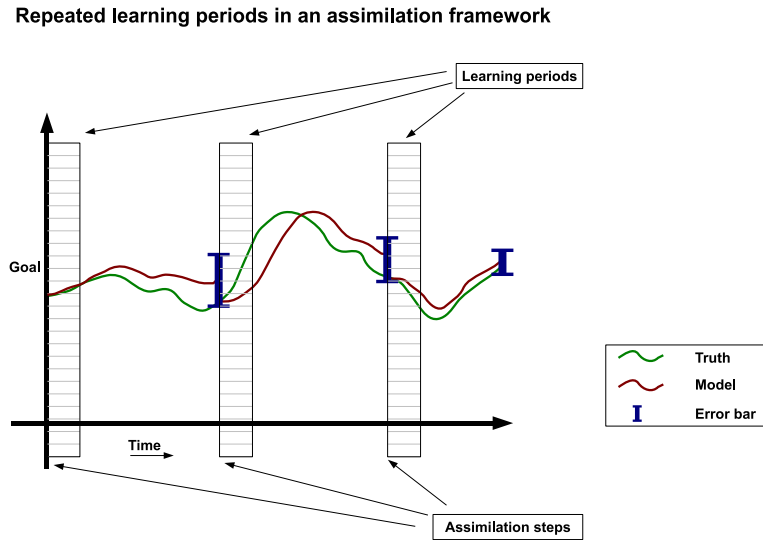 Repeated learning periods in an assimilation framework
Learning periods
Goal
Truth
Model
Error bar
Time
Assimilation steps